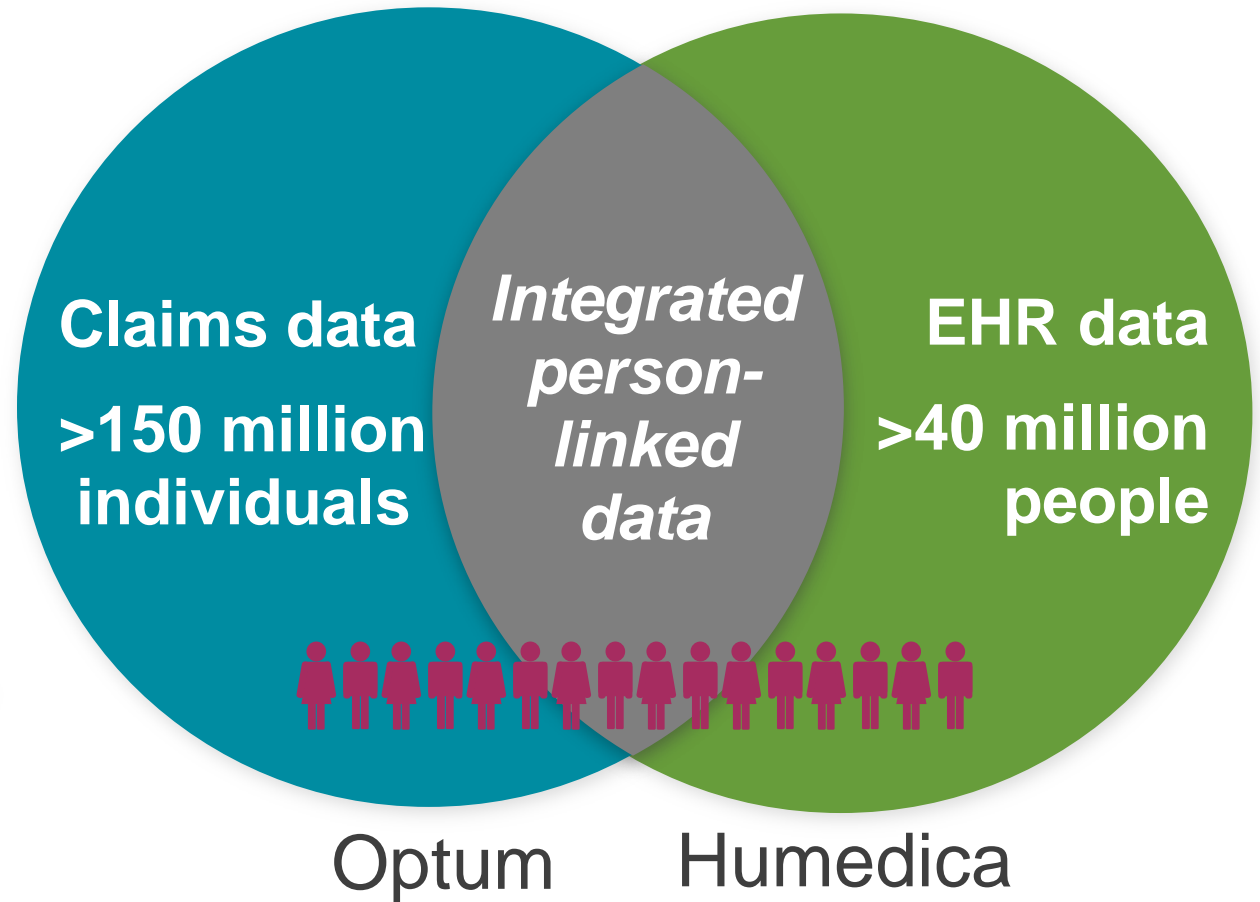 Claims data
>150 million
individuals
Integrated
person-
linked
data
EHR data
>40 million
people
Optum
Humedica